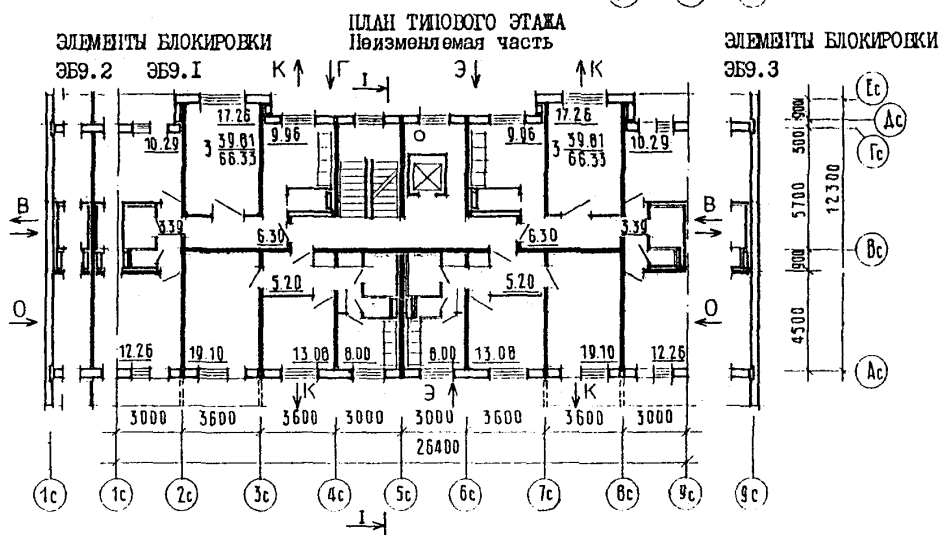 ПЛАН ТИПОВОГО ЭТАЖА
Неизменяемая часть
ЭЛЕМЕНТЫ БЛОКИРОВКИ
ЭБ9.2 ЭБ9.I
ЭЛЕМЕНТЫ БЛОКИРОВКИ
ЭБ9.3
К Г I Э К
Ес
Дс
Гс
Вс
Ас
17.26 9.96 9.96 17.26
10.29 3 39.81 66.33 3 39.81 66.33 10.29
В 3.39 6.30 6.30 3.39 В
5.20 5.20
О О
12.26 19.10 13.08 8.00 8.00 13.08 19.10 12.26
К Э К
900
300
5700
900
4500
12300
3000 3600 3600 3000 3000 3600 3600 3000
26400
1с 1с 2с 3с 4с 5с 6с 7с 8с 9с 9с
I